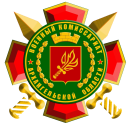 ВОЕННЫЙ КОМИССАРИАТ
АРХАНГЕЛЬСКОЙ ОБЛАСТИ